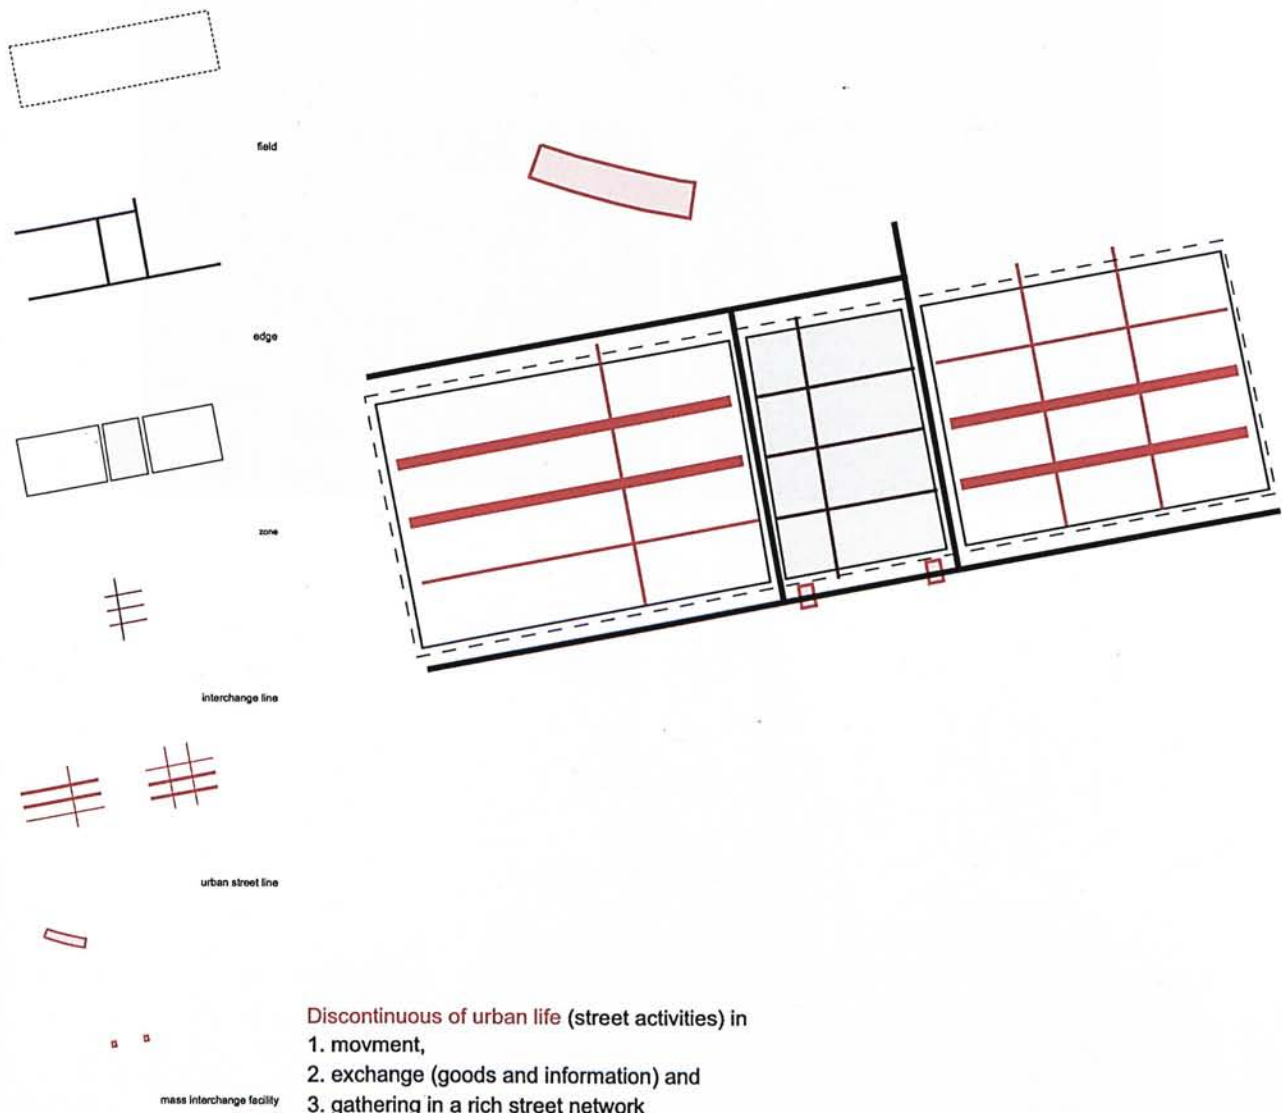 field
edge
zone
interchange line
urban street line
mass interchange facility
Discontinuous of urban life (street activities) in
1. movment,
2. exchange (goods and information) and
3. gathering in a rich street network